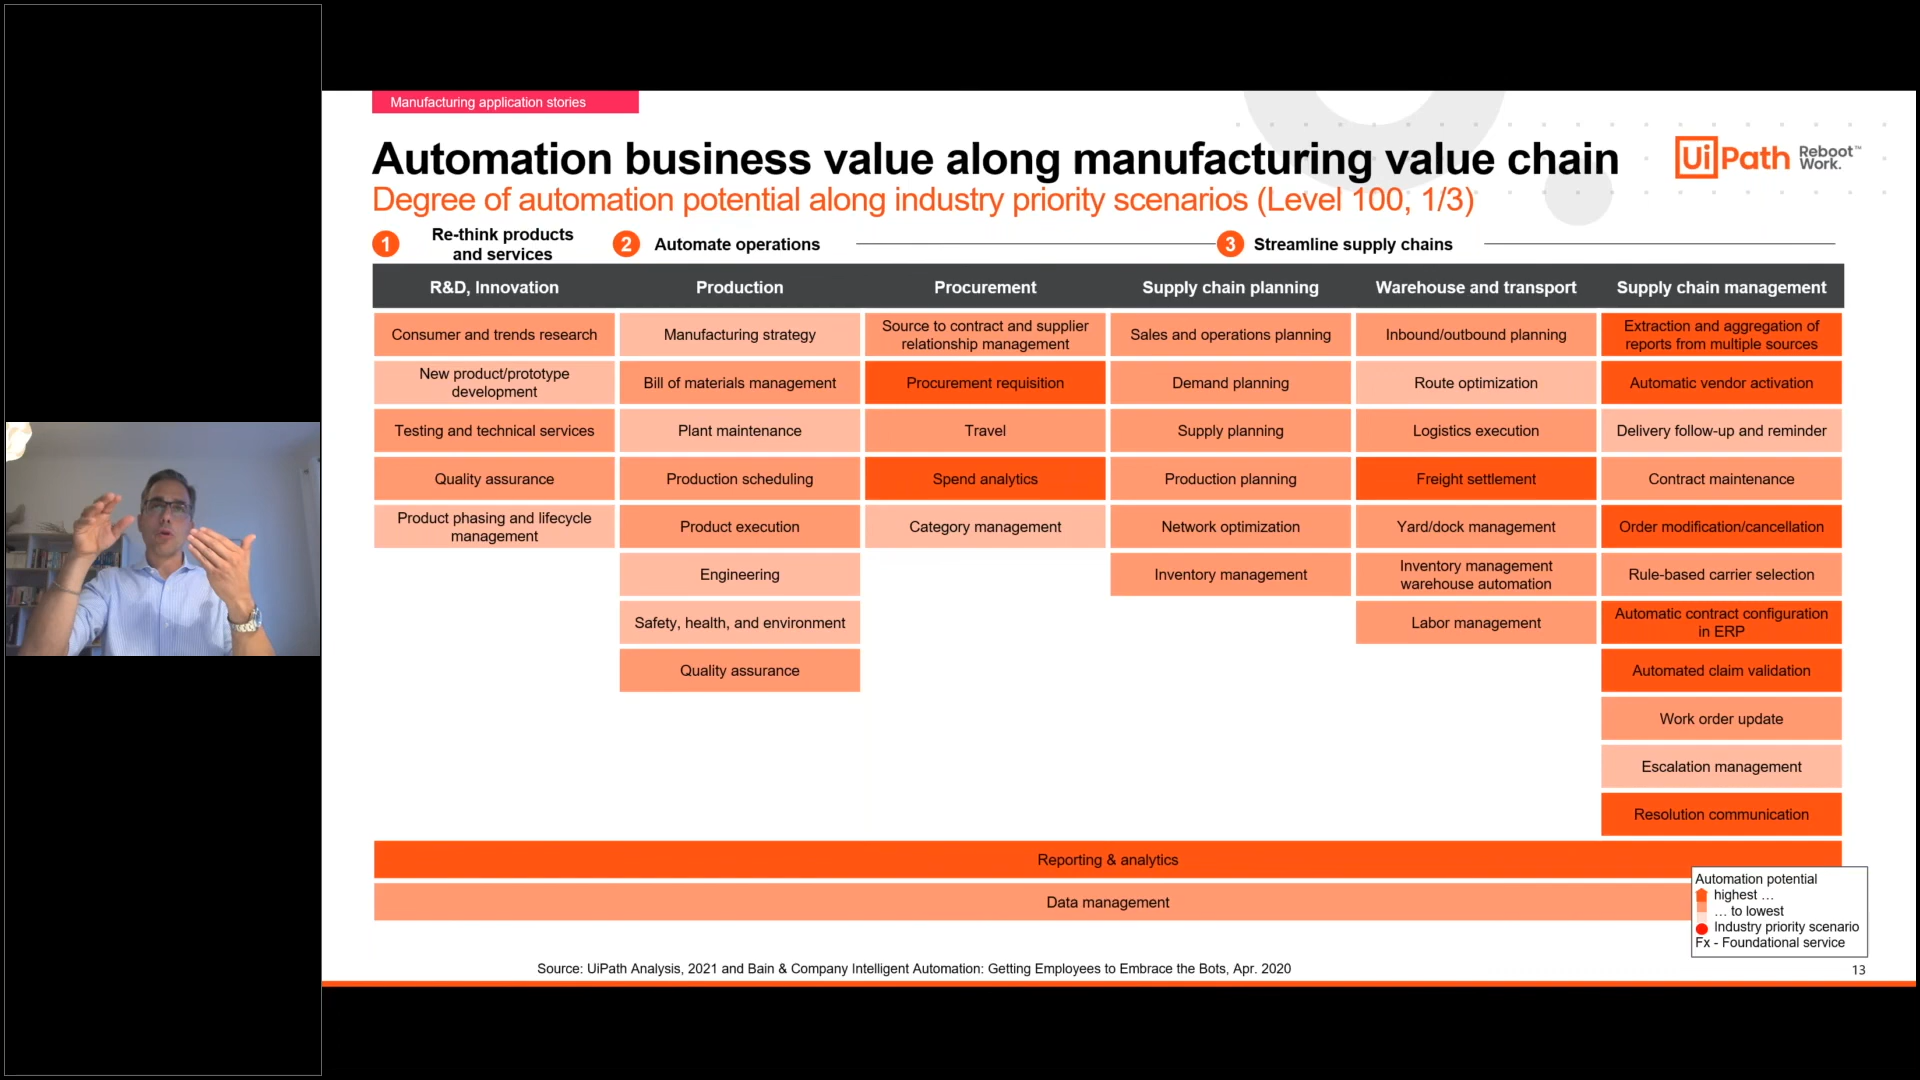 Manufacturing application stories
Automation business value along manufacturing value chain
UiPath Reboot Work.™
Degree of automation potential along industry priority scenarios (Level 100, 1/3)
1 Re-think products
and services
2 Automate operations
3 Streamline supply chains
R&D, Innovation
Consumer and trends research
New product/prototype
development
Testing and technical services
Quality assurance
Product phasing and lifecycle
management
Production
Manufacturing strategy
Bill of materials management
Plant maintenance
Production scheduling
Product execution
Engineering
Safety, health, and environment
Quality assurance
Procurement
Source to contract and supplier
relationship management
Procurement requisition
Travel
Spend analytics
Category management
Supply chain planning
Sales and operations planning
Demand planning
Supply planning
Production planning
Network optimization
Inventory management
Warehouse and transport
Inbound/outbound planning
Route optimization
Logistics execution
Freight settlement
Yard/dock management
Inventory management
warehouse automation
Labor management
Supply chain management
Extraction and aggregation of
reports from multiple sources
Automatic vendor activation
Delivery follow-up and reminder
Contract maintenance
Order modification/cancellation
Rule-based carrier selection
Automatic contract configuration
in ERP
Automated claim validation
Work order update
Escalation management
Resolution communication
Reporting & analytics
Data management
Automation potential
highest …
… to lowest
Industry priority scenario
Fx - Foundational service
Source: UiPath Analysis, 2021 and Bain & Company Intelligent Automation: Getting Employees to Embrace the Bots, Apr. 2020
13